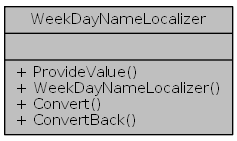 WeekDayNameLocalizer
+ ProvideValue()
+ WeekDayNameLocalizer()
+ Convert()
+ ConvertBack()